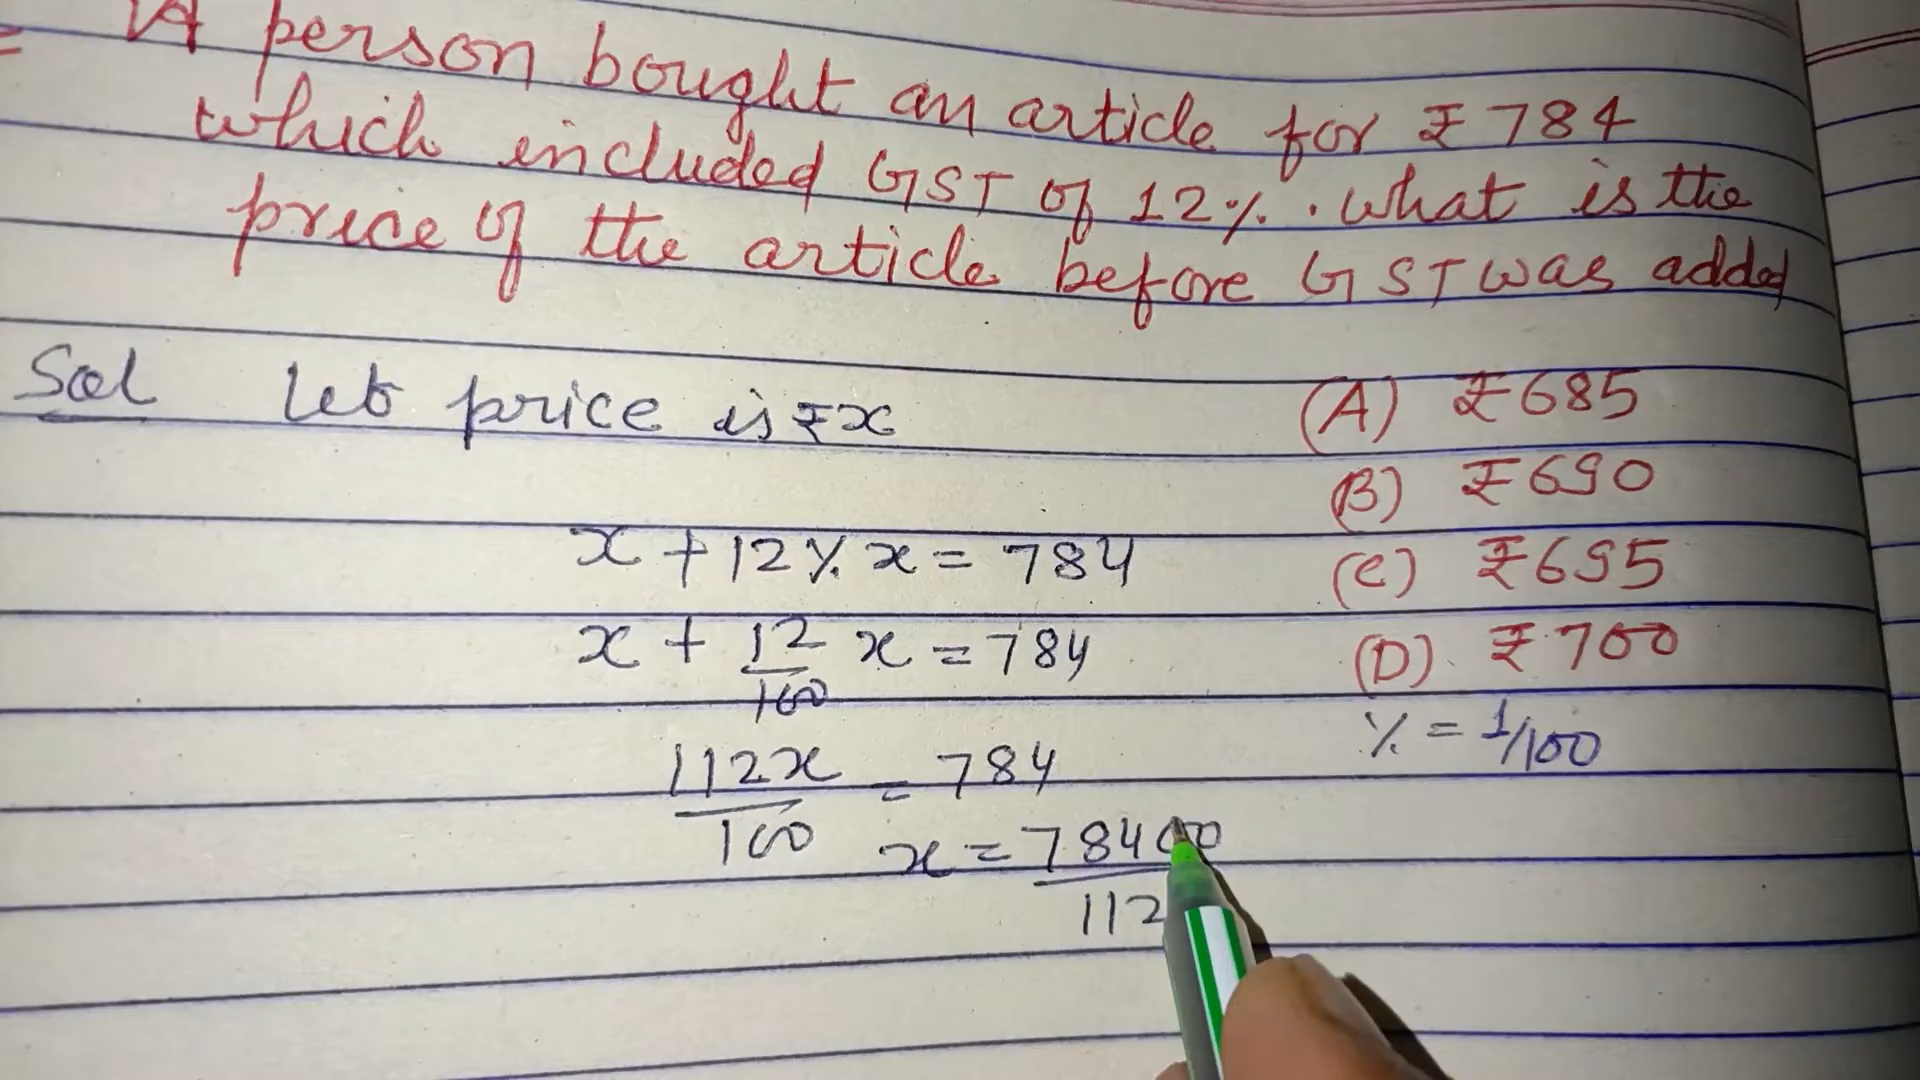 A person bought an article for ₹784
which included GST of 12%. what is the
price of the article before GST was added
Sol Let price is ₹x
(A) ₹685
(B) ₹690
x + 12% x = 784
(C) ₹695
x + 12/100 x = 784
(D) ₹700
% = 1/100
112x/100 = 784
x = 78400/112